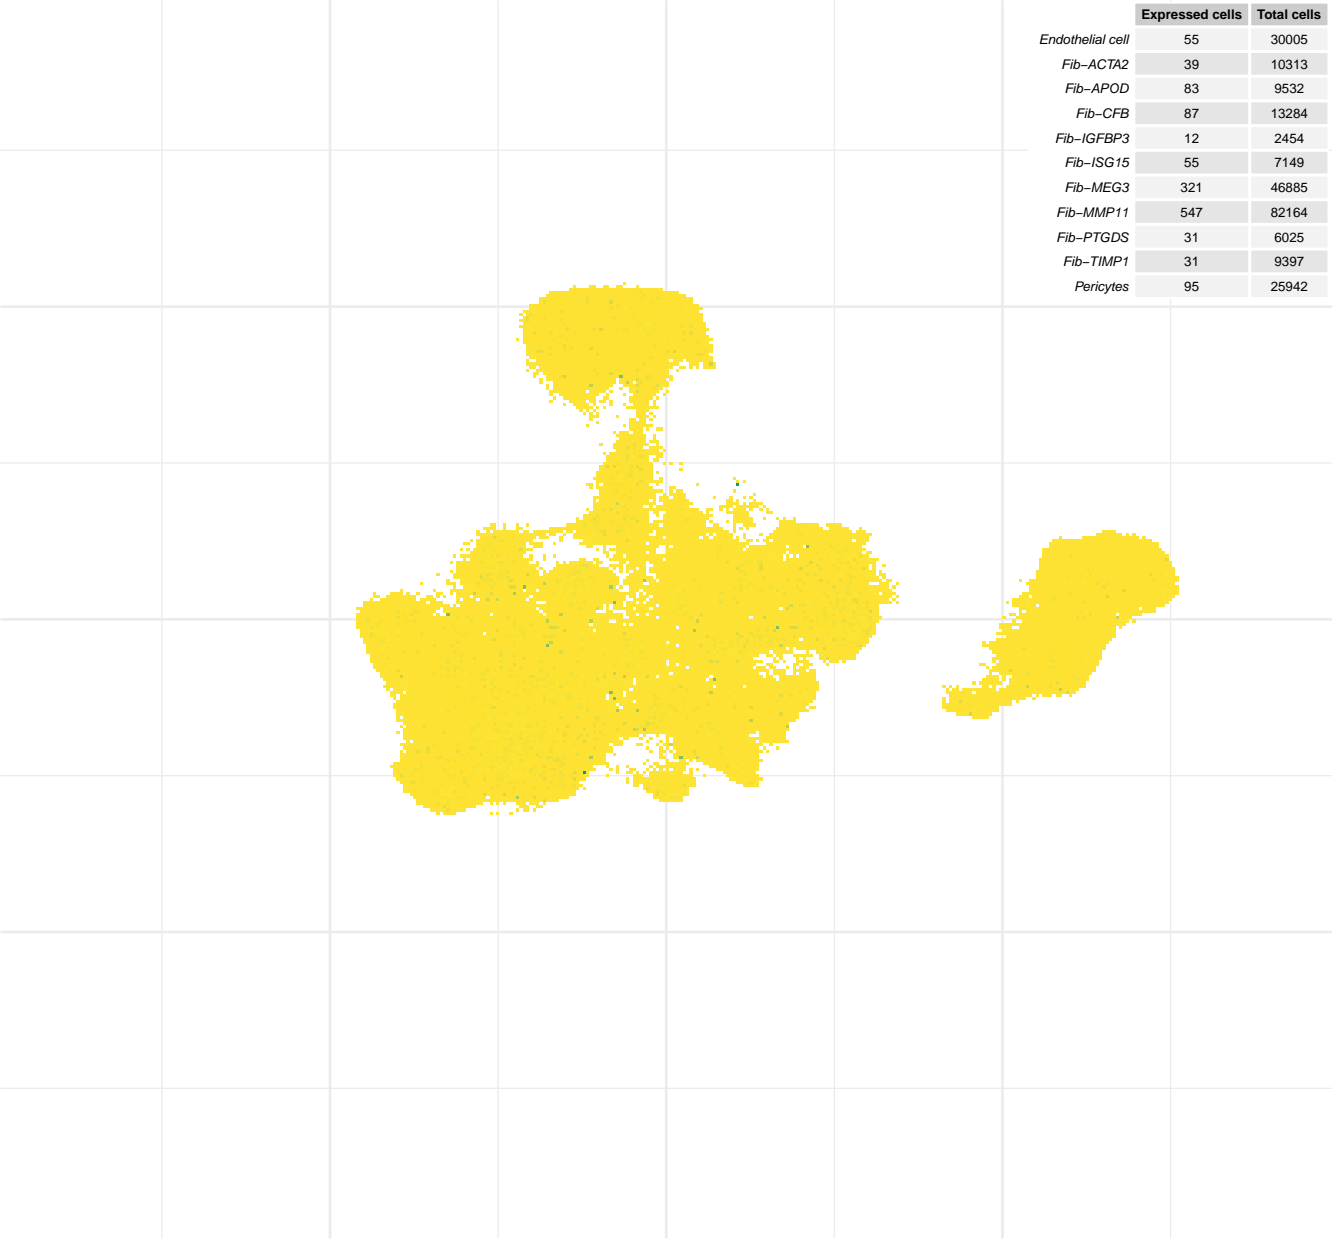 Expressed cells Total cells
Endothelial cell 55 30005
Fib−ACTA2 39 10313
Fib−APOD 83 9532
Fib−CFB 87 13284
Fib−IGFBP3 12 2454
Fib−ISG15 55 7149
Fib−MEG3 321 46885
Fib−MMP11 547 82164
Fib−PTGDS 31 6025
Fib−TIMP1 31 9397
Pericytes 95 25942